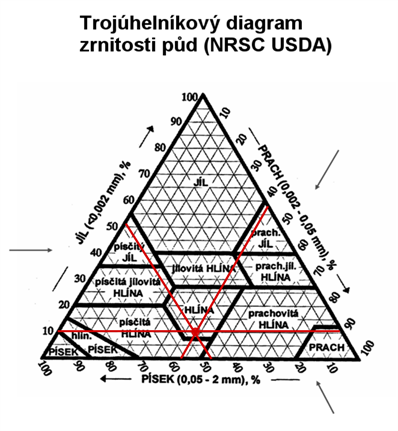 Trojúhelníkový diagram
zrnitosti půd (NRSC USDA)
100
90
80
70
60
50
40
30
20
10
JÍL (<0,002 mm), %
10
20
30
40
50
60
70
80
90
100
PRACH (0,002 - 0,05 mm), %
JÍL
písčitý
JÍL
prach.
JÍL
jílovitá HLÍNA
prach.jíl.
HLÍNA
písčitá jílovitá
HLÍNA
HLÍNA
písčitá
HLÍNA
prachovitá
HLÍNA
hlin.
PÍSEK
PÍSEK
PRACH
100
90
80
70
60
50
40
30
20
10
PÍSEK (0,05 - 2 mm), %